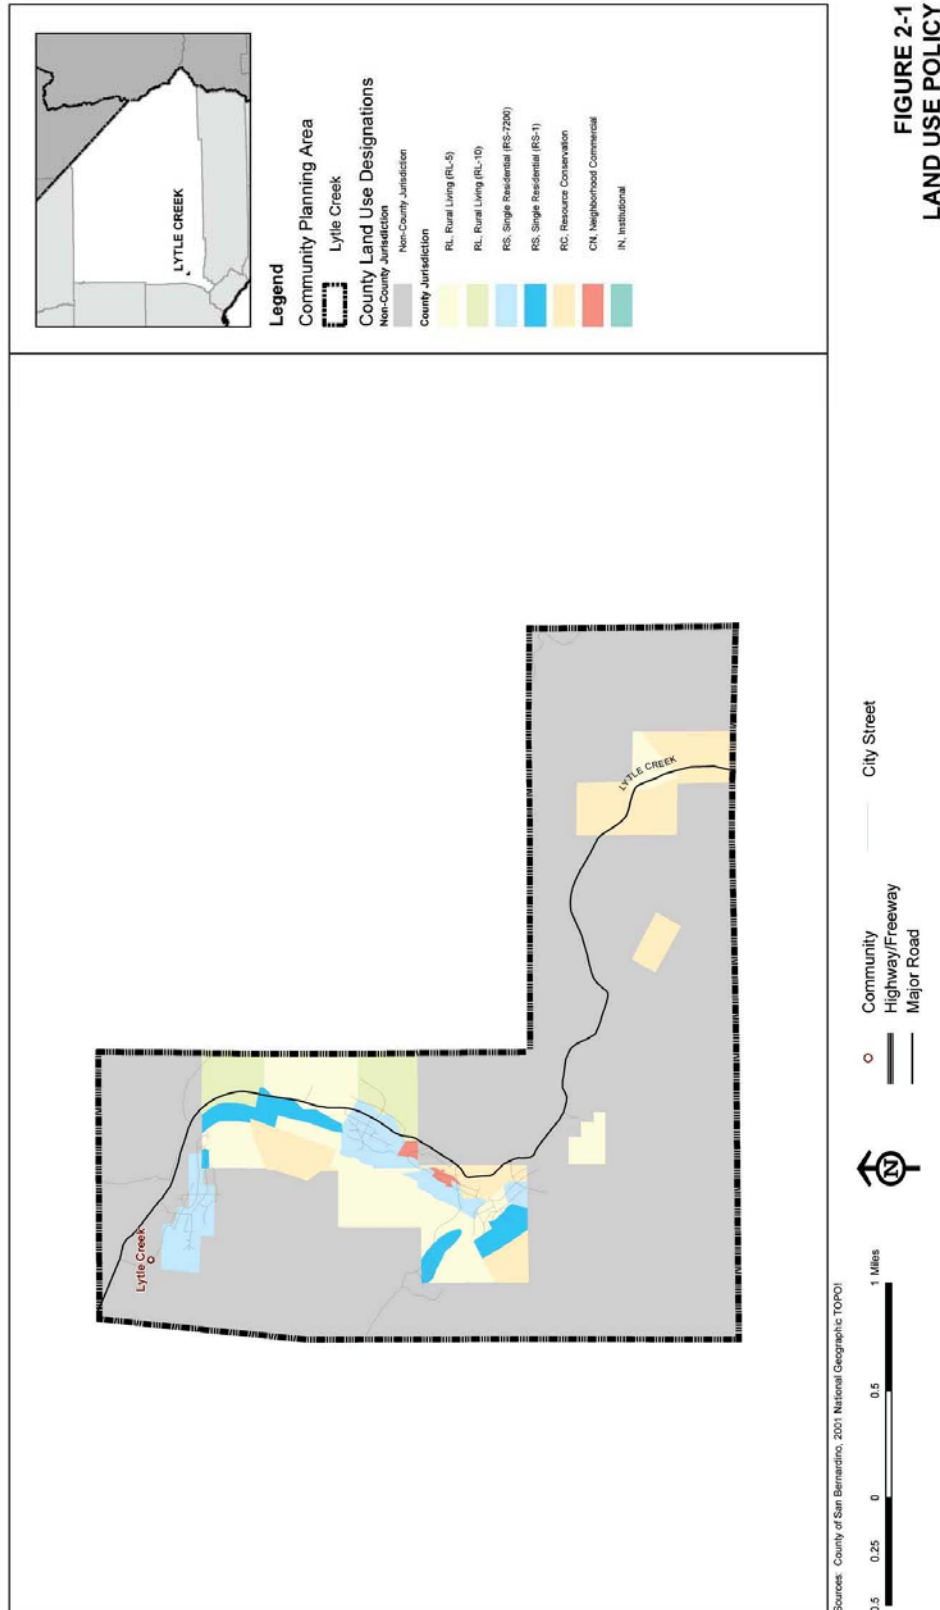 LYTLE CREEK
Legend
Community Planning Area
Lytle Creek
County Land Use Designations
Non-County Jurisdiction
Non-County Jurisdiction
County Jurisdiction
RL, Rural Living (RL-5)
RL, Rural Living (RL-10)
RS, Single Residential (RS-7200)
RS, Single Residential (RS-1)
RC, Resource Conservation
CN, Neighborhood Commercial
IN, Institutional
Lytle Creek
LYTLE CREEK
Sources: County of San Bernardino, 2001 National Geographic TOPO!
0.5 0.25 0 0.5 1 Miles
N
Community
Highway/Freeway
Major Road
City Street
FIGURE 2-1
LAND USE POLICY